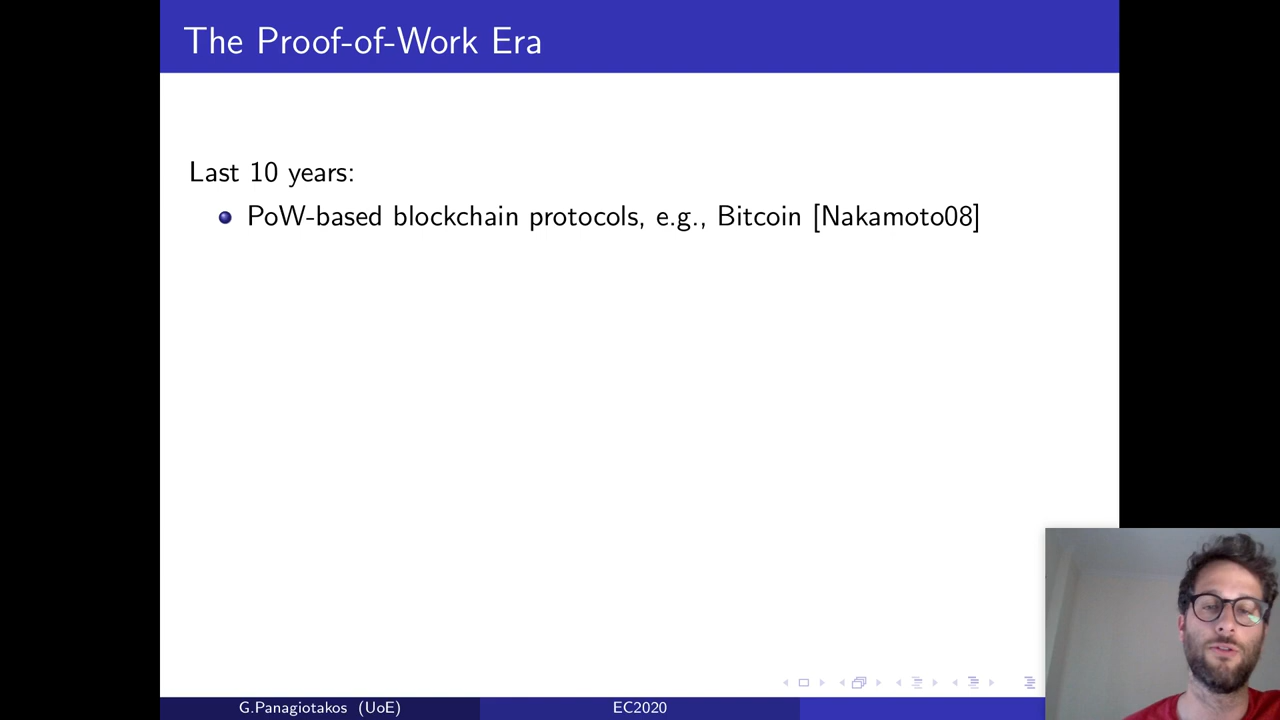 The Proof-of-Work Era
Last 10 years:
PoW-based blockchain protocols, e.g., Bitcoin [Nakamoto08]
G.Panagiotakos (UoE)
EC2020